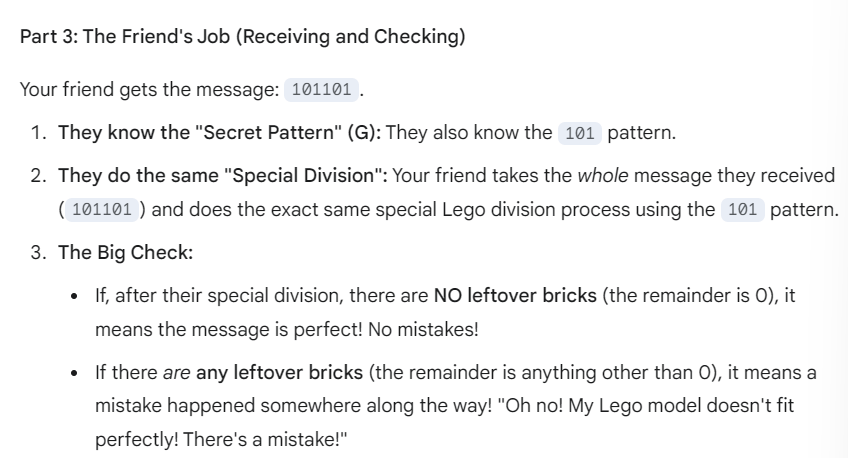 Part 3: The Friend's Job (Receiving and Checking)
Your friend gets the message: 101101 .
1. They know the "Secret Pattern" (G): They also know the 101 pattern.
2. They do the same "Special Division": Your friend takes the whole message they received
( 101101 ) and does the exact same special Lego division process using the 101 pattern.
3. The Big Check:
• If, after their special division, there are NO leftover bricks (the remainder is 0), it
means the message is perfect! No mistakes!
• If there are any leftover bricks (the remainder is anything other than 0), it means a
mistake happened somewhere along the way! "Oh no! My Lego model doesn't fit
perfectly! There's a mistake!"